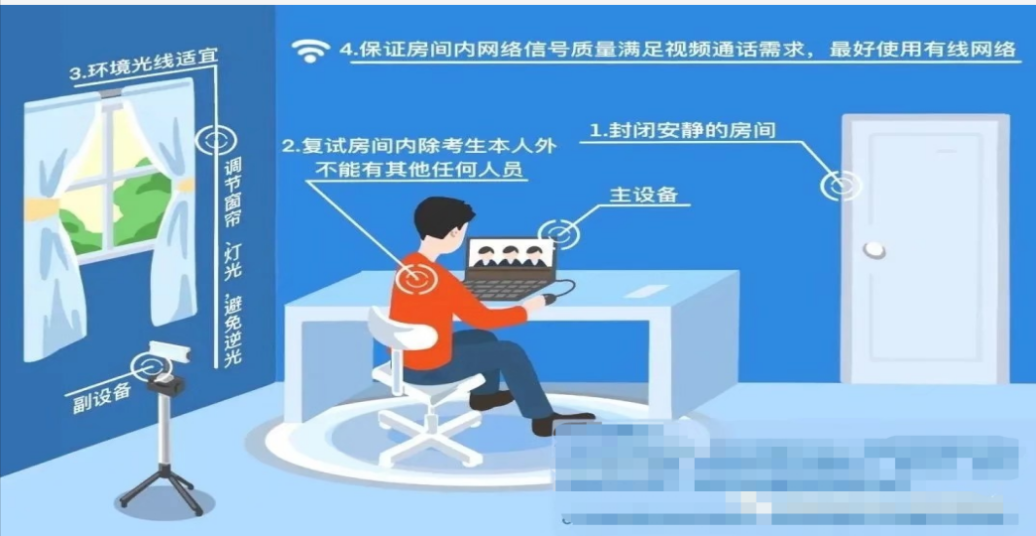 4.保证房间内网络信号质量满足视频通话需求，最好使用有线网络
3.环境光线适宜
调节窗帘、灯光,避免逆光
2.复试房间内除考生本人外
不能有其他任何人员
1.封闭安静的房间
主设备
副设备